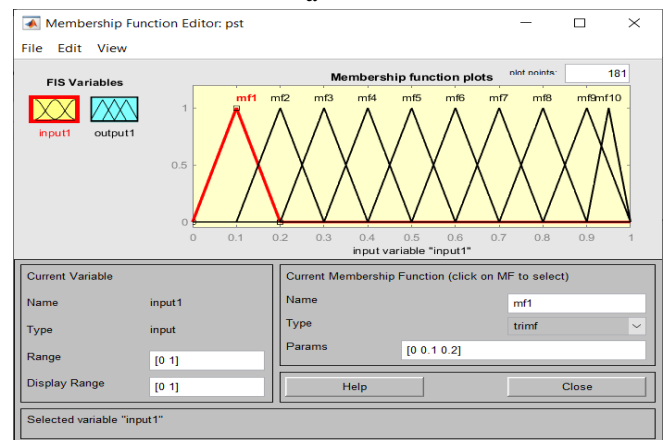 Membership Function Editor: pst
File Edit View
FIS Variables
input1 output1
Membership function plots plot points: 181
mf1 mf2 mf3 mf4 mf5 mf6 mf7 mf8 mf9mf10
1
0.5
0
0 0.1 0.2 0.3 0.4 0.5 0.6 0.7 0.8 0.9 1
input variable "input1"
Current Variable
Name input1
Type input
Range [0 1]
Display Range [0 1]
Current Membership Function (click on MF to select)
Name mf1
Type trimf
Params [0 0.1 0.2]
Help Close
Selected variable "input1"